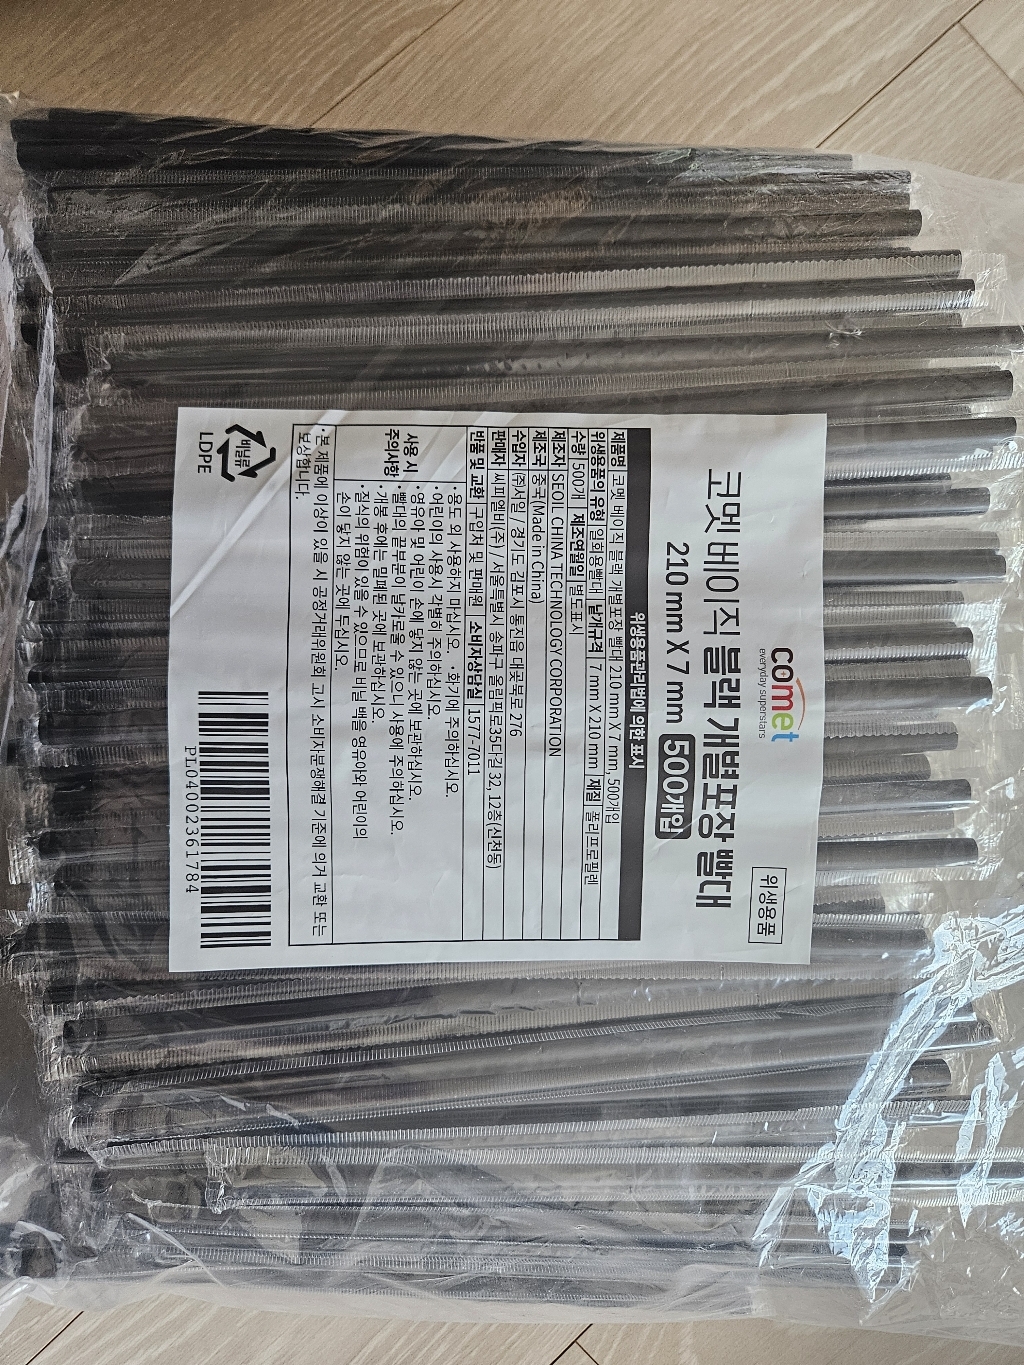 comet
everyday superstars
위생용품
코멧 베이직 블랙 개별포장 빨대
210 mm X 7 mm 500개입
위생용품관리법에 의한 표시
제품명 코멧 베이직 블랙 개별포장 빨대 210 mm X 7 mm, 500개입
위생용품의 유형 일회용 빨대 낱개규격 7 mm X 210 mm 재질 폴리프로필렌
수량 500개 제조연월일 별도표시
제조자 SEOIL CHINA TECHNOLOGY CORPORATION
제조국 중국(Made in China)
수입자 (주)서일 / 경기도 김포시 통진읍 대곶북로 276
판매자 씨피엘비(주) / 서울특별시 송파구 올림픽로35다길 32, 12층(신천동)
반품 및 교환 구입처 및 판매원 소비자상담실 1577-7011
사용 시 주의사항
·용도 외 사용하지 마십시오. ·화기에 주의하십시오.
·어린이 사용시 각별히 주의하십시오.
·영유아 및 어린이 손에 닿지 않는 곳에 보관하십시오.
·빨대의 끝부분이 날카로울 수 있으니 사용에 주의하십시오.
·개봉 후에는 밀폐된 곳에 보관하십시오.
·질식의 위험이 있을 수 있으므로 비닐 백을 영유아와 어린이의
손이 닿지 않는 곳에 두십시오.
·본 제품에 이상이 있을 시 공정거래위원회 고시 소비자분쟁해결 기준에 의거 교환 또는
보상합니다.
비닐류
LDPE
PL04002361784